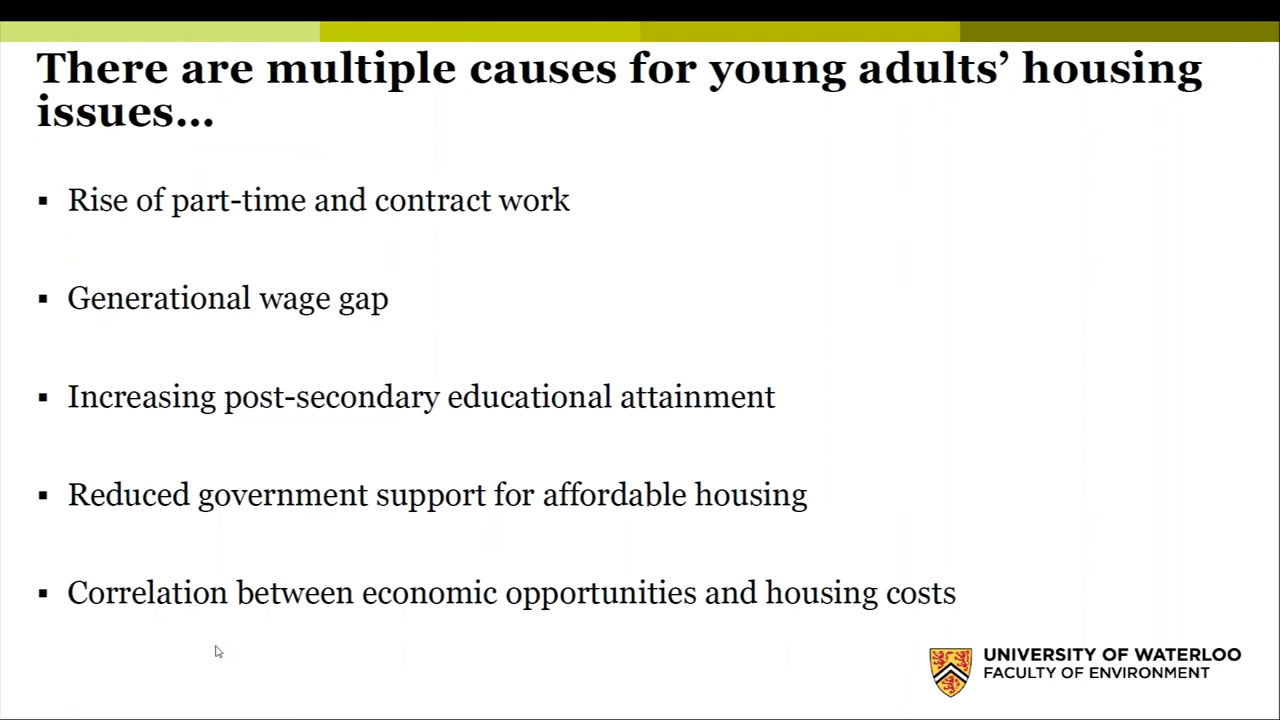 There are multiple causes for young adults’ housing
issues...
▪ Rise of part-time and contract work
▪ Generational wage gap
▪ Increasing post-secondary educational attainment
▪ Reduced government support for affordable housing
▪ Correlation between economic opportunities and housing costs
UNIVERSITY OF WATERLOO
FACULTY OF ENVIRONMENT